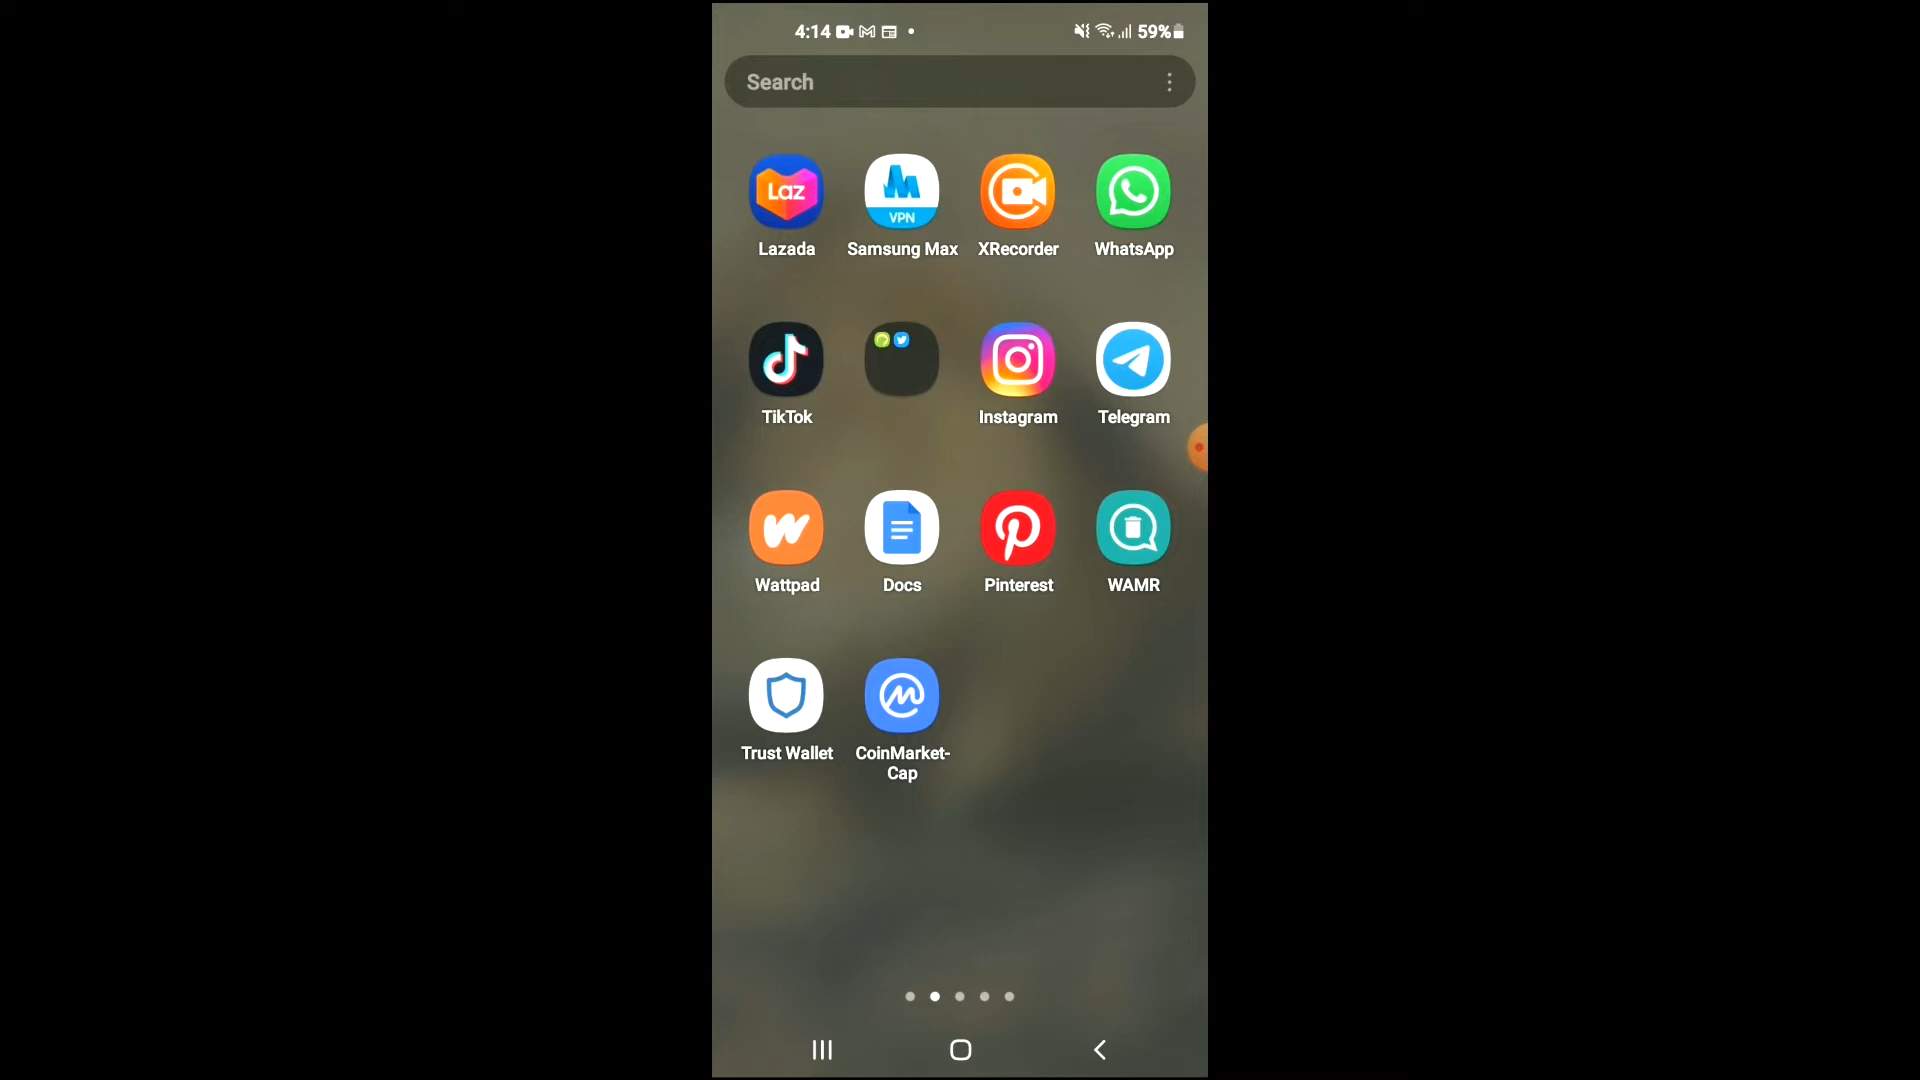 4:14
59%
Search
Laz
VPN
Lazada
Samsung Max
XRecorder
WhatsApp
TikTok
Instagram
Telegram
Wattpad
Docs
Pinterest
WAMR
Trust Wallet
CoinMarket-
Cap